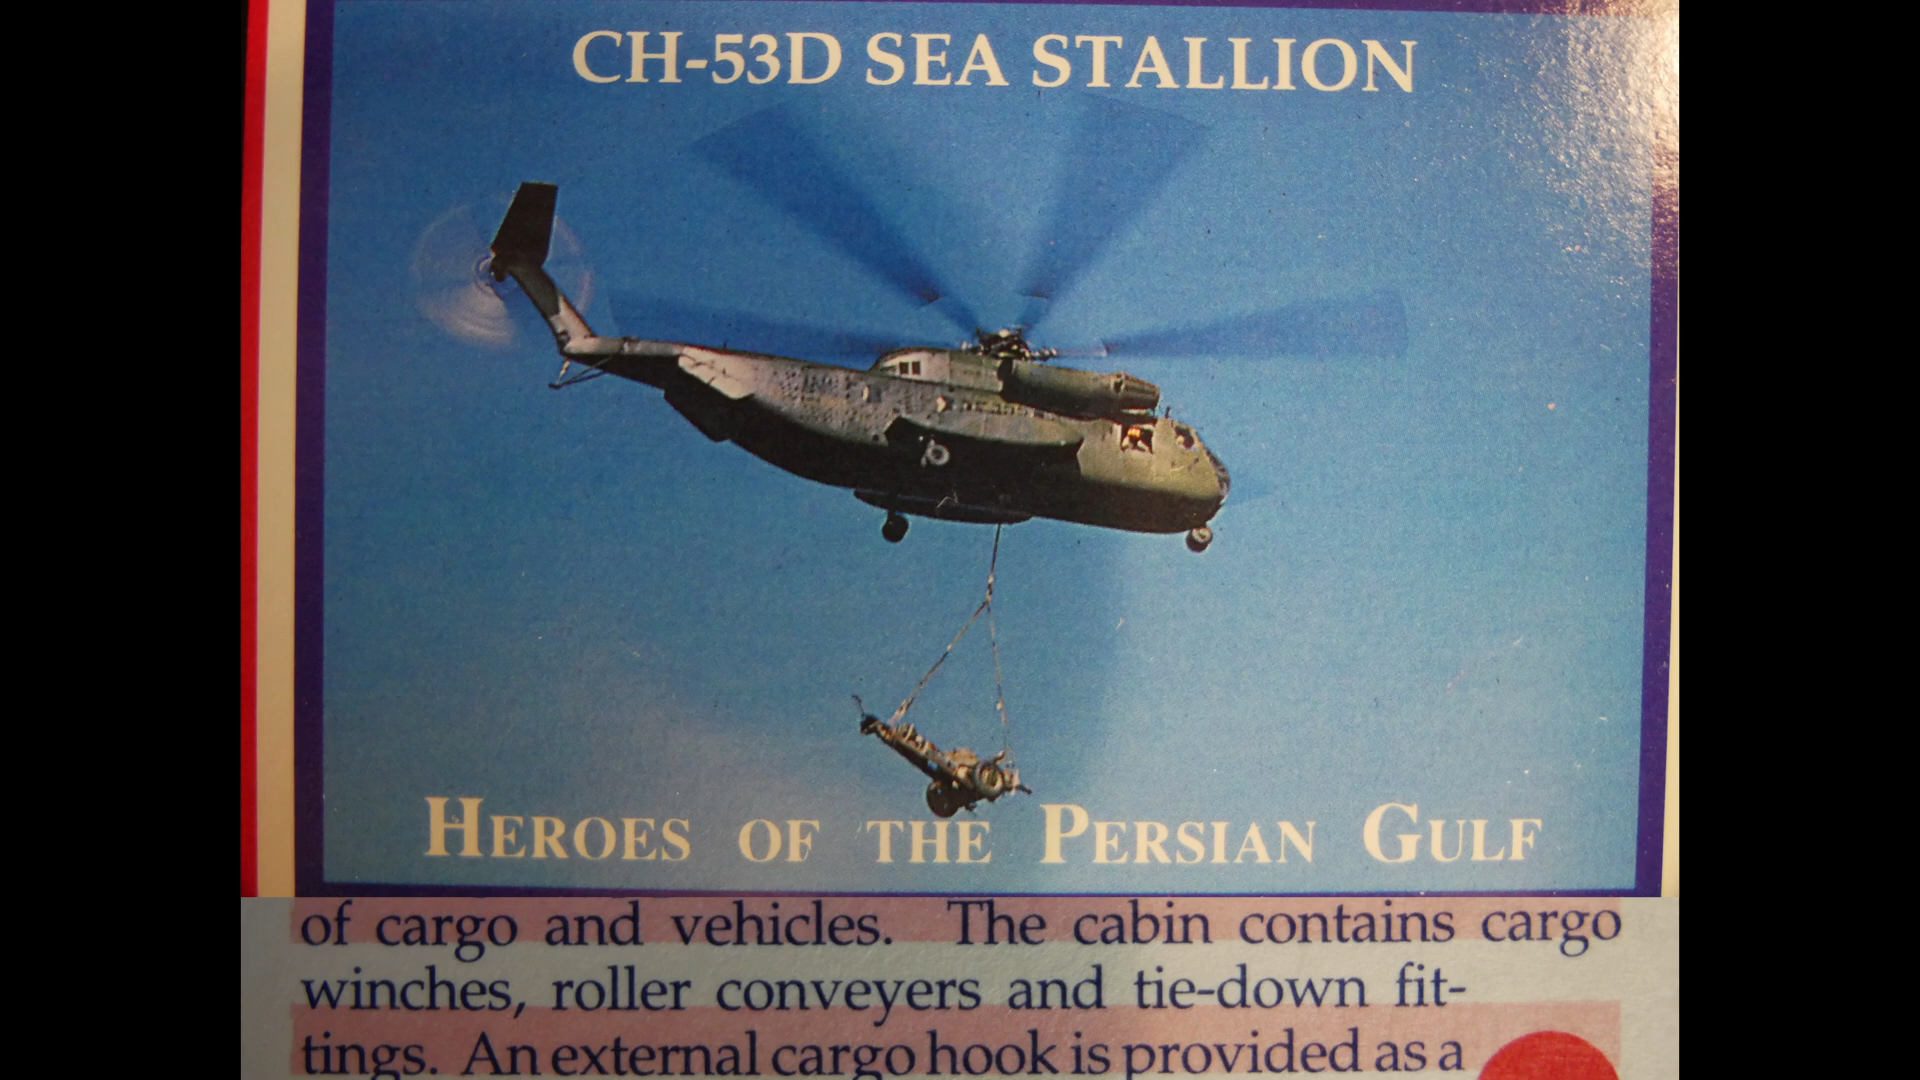 CH-53D SEA STALLION
HEROES OF THE PERSIAN GULF
of cargo and vehicles. The cabin contains cargo
winches, roller conveyers and tie-down fit-
tings. An external cargo hook is provided as a